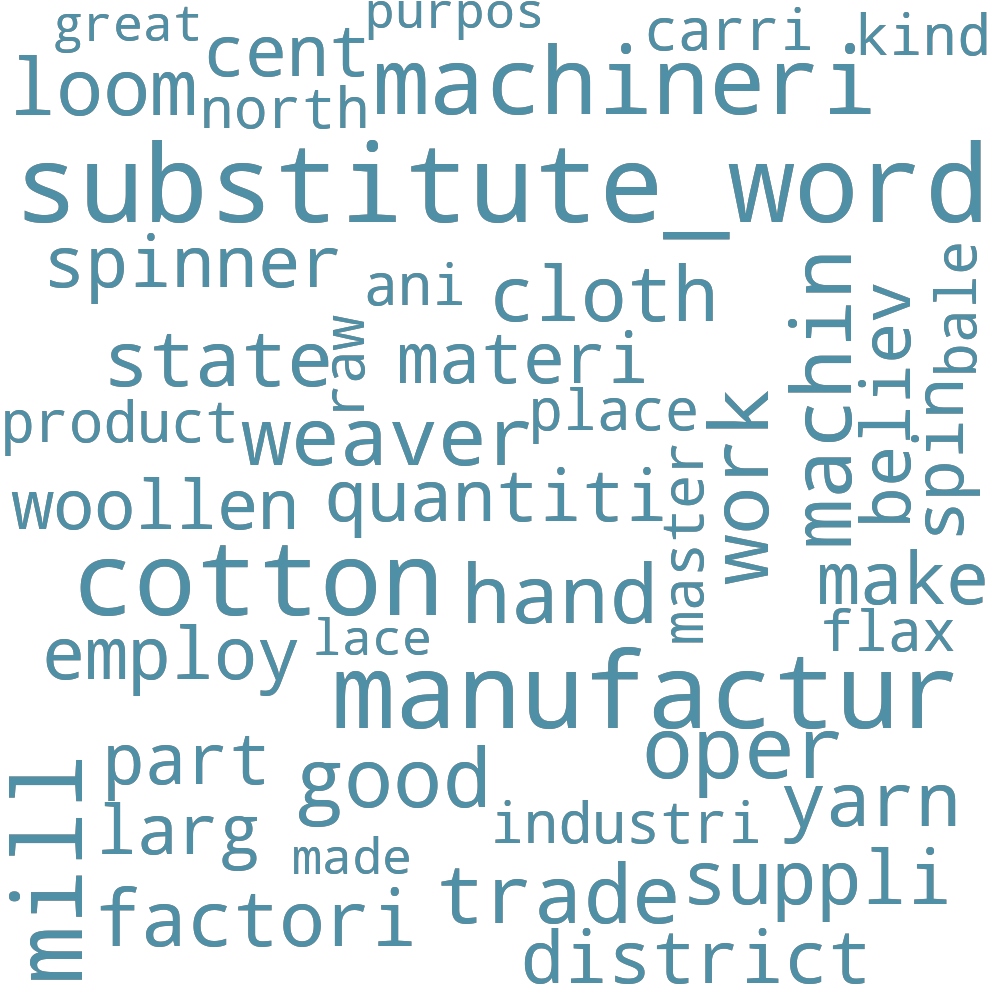 great
cent
purpos
carri
kind
loom
north
machineri
substitute_word
spinner
ani
cloth
machin
believ
bale
state
raw
materi
product
weaver
place
work
spin
woollen
quantiti
master
cotton
hand
make
employ
lace
flax
manufactur
mill
part
good
oper
larg
industri
yarn
made
factori
trade
suppli
district